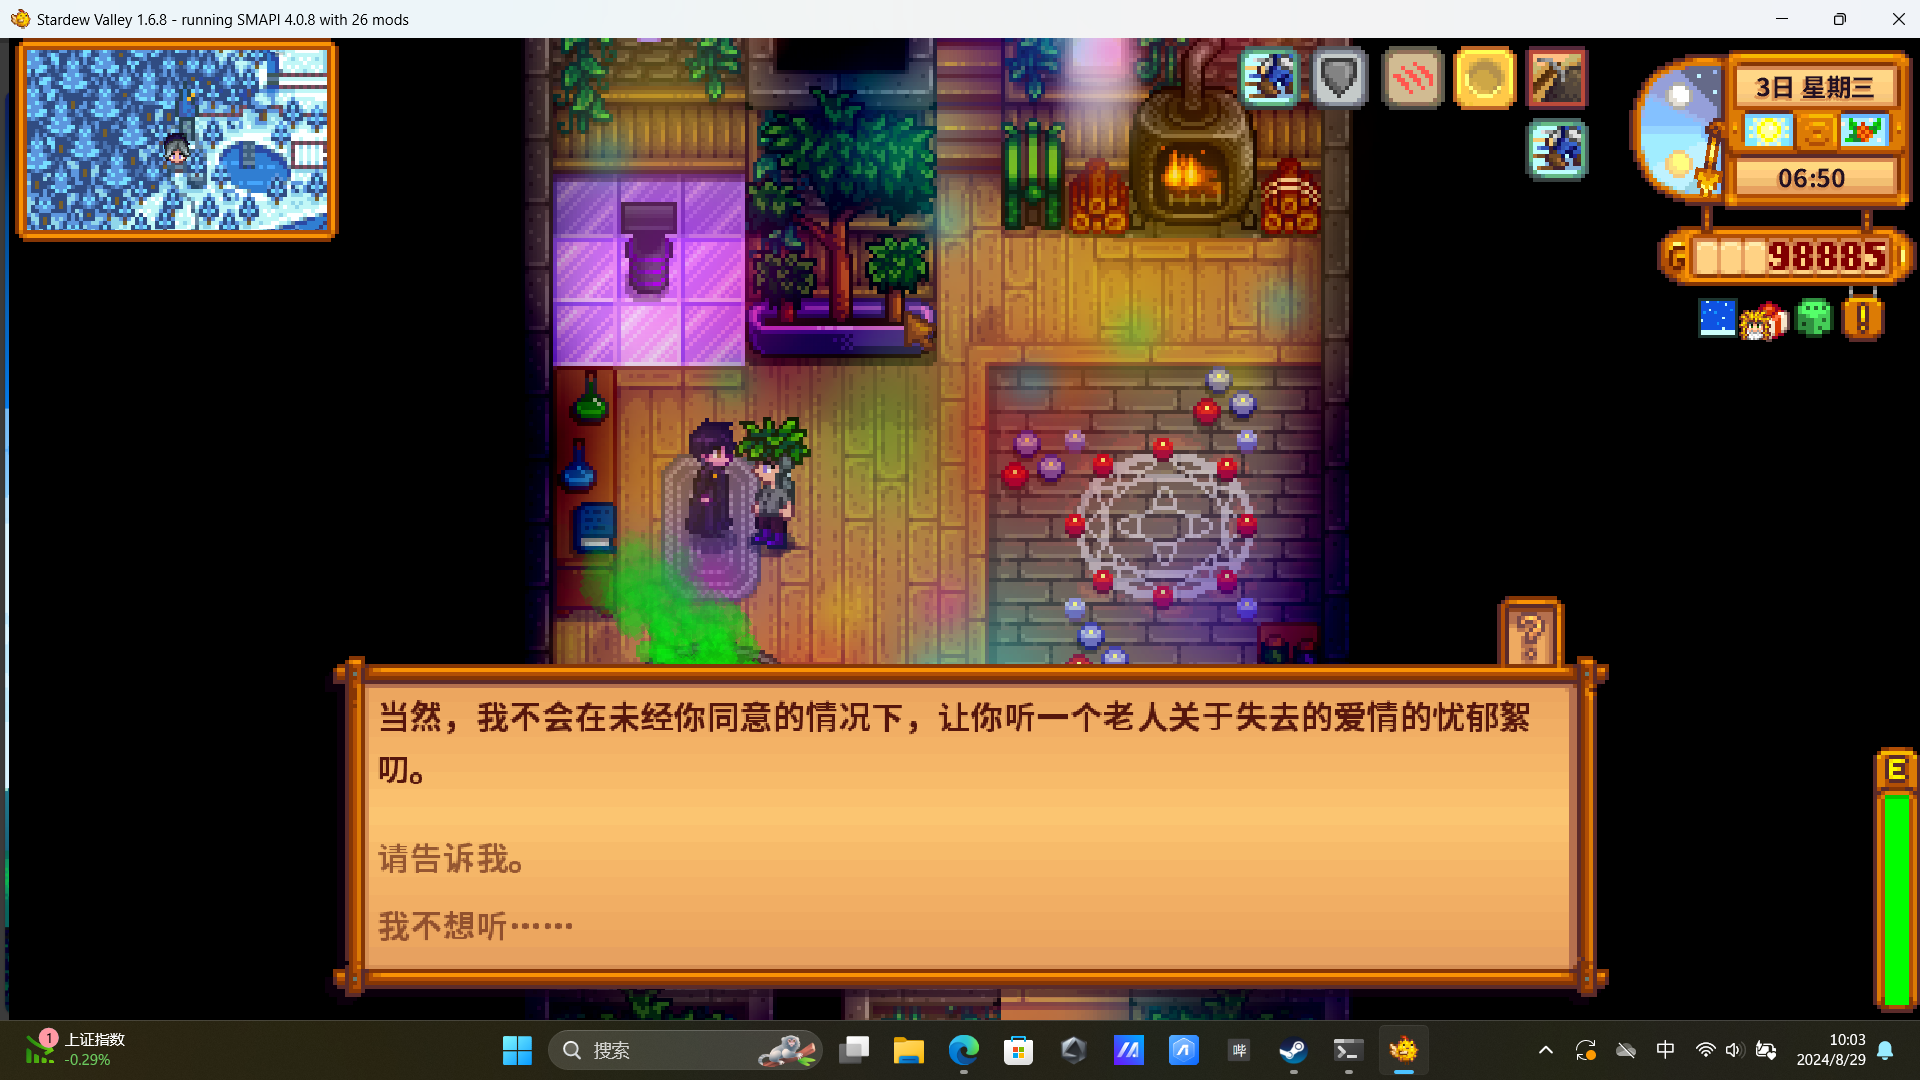 Stardew Valley 1.6.8 - running SMAPI 4.0.8 with 26 mods
3日 星期三
06:50
G 98885
当然，我不会在未经你同意的情况下，让你听一个老人关于失去的爱情的忧郁絮
叨。
请告诉我。
我不想听……
E
1
上证指数
-0.29%
搜索
哔
中
10:03
2024/8/29